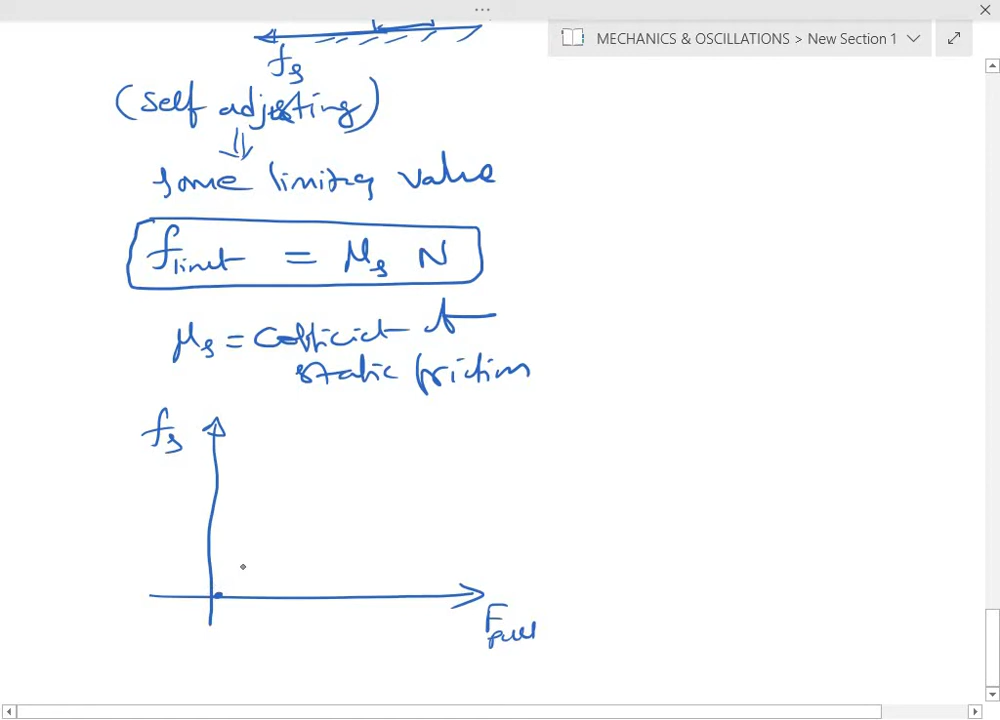 MECHANICS & OSCILLATIONS > New Section 1
fs
(self adjusting)
⇓
some limiting value
flimit = μs N
μs = coefficient of
static friction
fs
Fpull